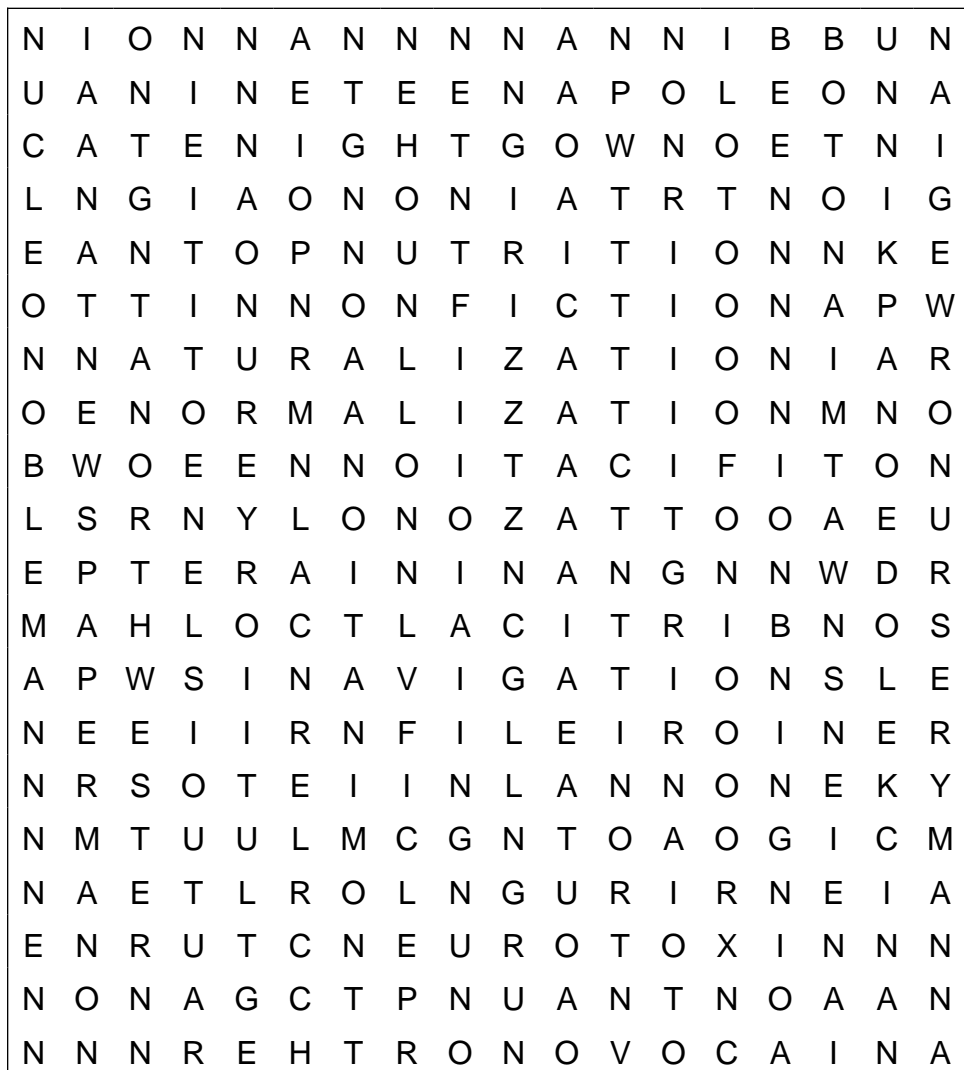 N I O N N A N N N N A N N I B B U N
U A N I N E T E E N A P O L E O N A
C A T E N I G H T G O W N O E T N I
L N G I A O N O N I A T R T N O I G
E A N T O P N U T R I T I O N N K E
O T T I N N O N F I C T I O N A P W
N N A T U R A L I Z A T I O N I A R
O E N O R M A L I Z A T I O N M N O
B W O E E N N O I T A C I F I T O N
L S R N Y L O N O Z A T T O O A E U
E P T E R A I N I N A N G N N W D R
M A H L O C T L A C I T R I B N O S
A P W S I N A V I G A T I O N S L E
N E E I I R N F I L E I R O I N E R
N R S O T E I I N L A N N O N E K Y
N M T U U L M C G N T O A O G I C M
N A E T L R O L N G U R I R N E I A
E N R U T C N E U R O T O X I N N N
N O N A G C T P N U A N T N O A A N
N N N R E H T R O N O V O C A I N A